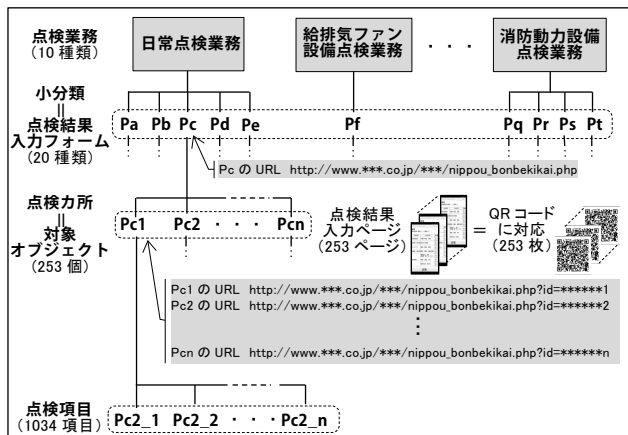 点検業務
(10 種類)
日常点検業務
給排気ファン
設備点検業務
・ ・ ・
消防動力設備
点検業務
小分類
=
点検結果
入力フォーム
(20 種類)
Pa Pb Pc Pd Pe Pf Pq Pr Ps Pt
Pc の URL http://www.***.co.jp/***/nippou_bonbekikai.php
点検カ所
=
対象
オブジェクト
(253 個)
Pc1 Pc2 ・ ・ ・ Pcn
点検結果
入力ページ
(253 ページ)
=
QR コード
に対応
(253 枚)
Pc1 の URL http://www.***.co.jp/***/nippou_bonbekikai.php?id=******1
Pc2 の URL http://www.***.co.jp/***/nippou_bonbekikai.php?id=******2
⋮
Pcn の URL http://www.***.co.jp/***/nippou_bonbekikai.php?id=******n
点検項目
(1034 項目)
Pc2_1 Pc2_2 ・ ・ ・ Pc2_n